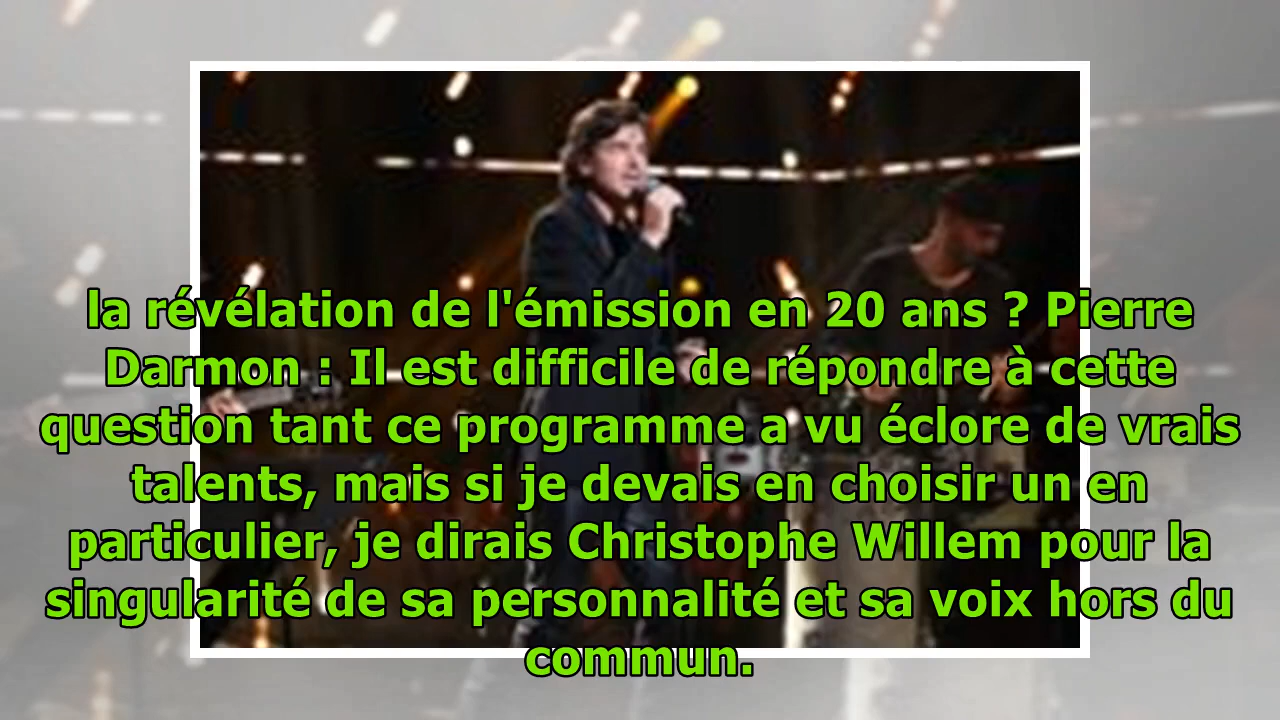 la révélation de l'émission en 20 ans ? Pierre
Darmon : Il est difficile de répondre à cette
question tant ce programme a vu éclore de vrais
talents, mais si je devais en choisir un en
particulier, je dirais Christophe Willem pour la
singularité de sa personnalité et sa voix hors du
commun.